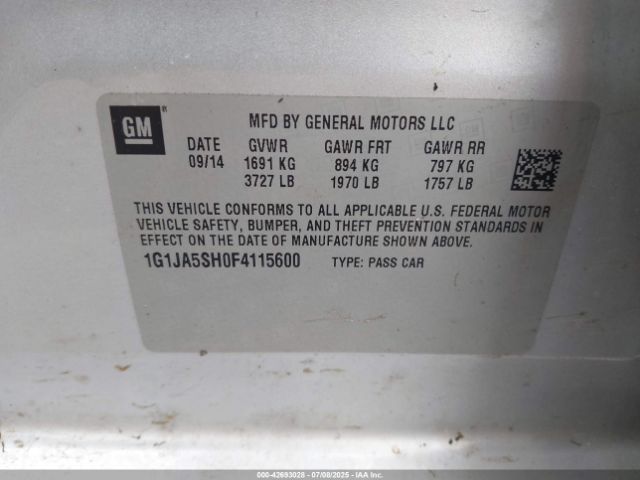 GM
MFD BY GENERAL MOTORS LLC
DATE GVWR GAWR FRT GAWR RR
09/14 1691 KG 894 KG 797 KG
3727 LB 1970 LB 1757 LB
THIS VEHICLE CONFORMS TO ALL APPLICABLE U.S. FEDERAL MOTOR
VEHICLE SAFETY, BUMPER, AND THEFT PREVENTION STANDARDS IN
EFFECT ON THE DATE OF MANUFACTURE SHOWN ABOVE.
1G1JA5SH0F4115600 TYPE: PASS CAR
000-42693028 - 07/08/2025 - IAAI.COM